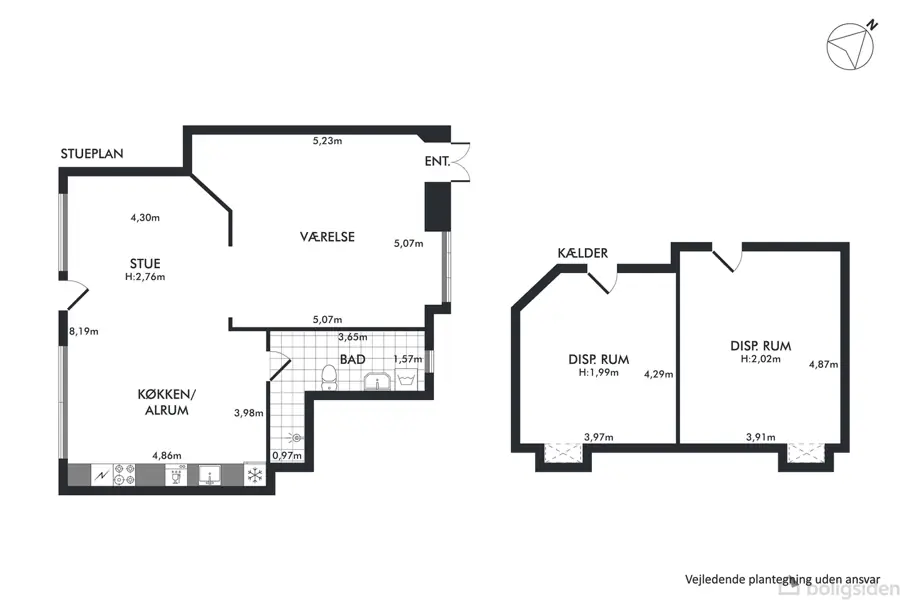 N
STUEPLAN
5,23m
ENT.
4,30m
VÆRELSE
5,07m
STUE
H:2,76m
8,19m
5,07m
3,65m
BAD
1,57m
KØKKEN/
ALRUM
3,98m
4,86m
0,97m
KÆLDER
DISP. RUM
H:1,99m
4,29m
3,97m
DISP. RUM
H:2,02m
4,87m
3,91m
Vejledende plantegning uden ansvar
boligsiden